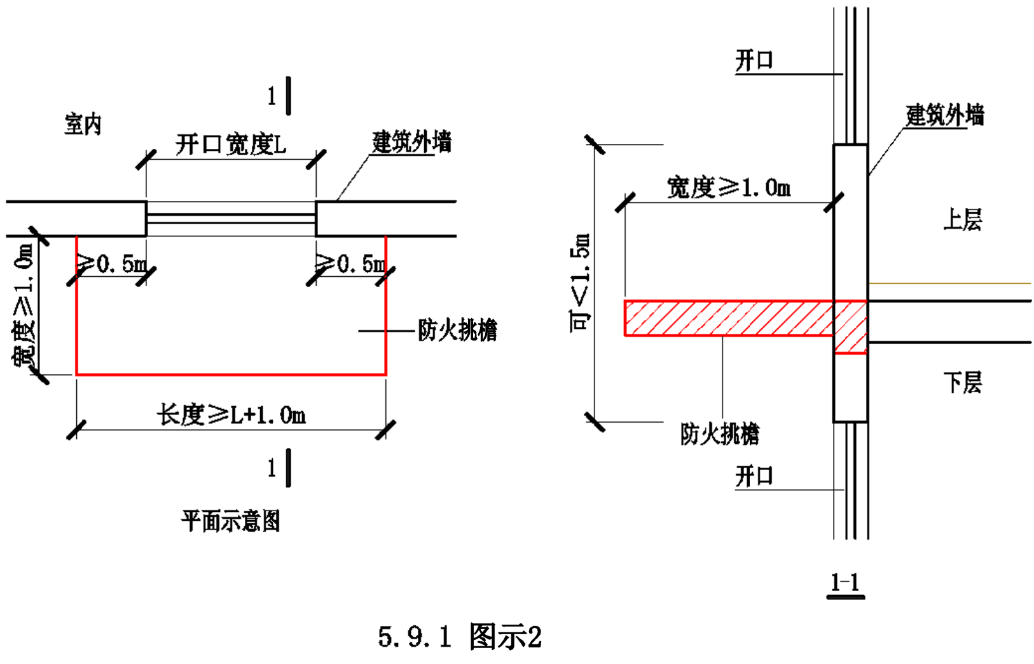 1
室内
开口宽度L
建筑外墙
≥0.5m
≥0.5m
宽度≥1.0m
防火挑檐
长度≥L+1.0m
1
平面示意图
开口
建筑外墙
宽度≥1.0m
上层
可<1.5m
下层
防火挑檐
开口
1-1
5.9.1 图示2